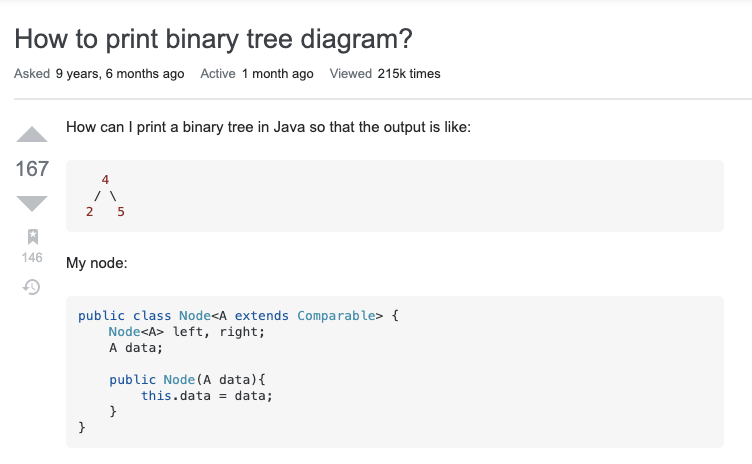 How to print binary tree diagram?
Asked 9 years, 6 months ago Active 1 month ago Viewed 215k times
How can I print a binary tree in Java so that the output is like:
167
4
/ \
2 5
146
My node:
public class Node<A extends Comparable> {
    Node<A> left, right;
    A data;

    public Node(A data){
        this.data = data;
    }
}